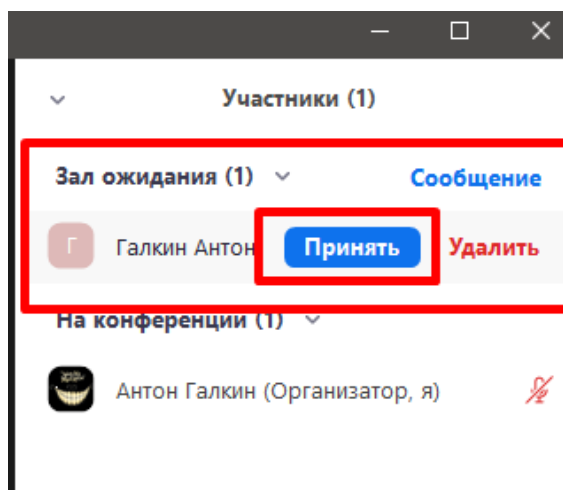 Участники (1)
Зал ожидания (1) Сообщение
Г Галкин Антон Принять Удалить
На конференции (1)
Антон Галкин (Организатор, я)